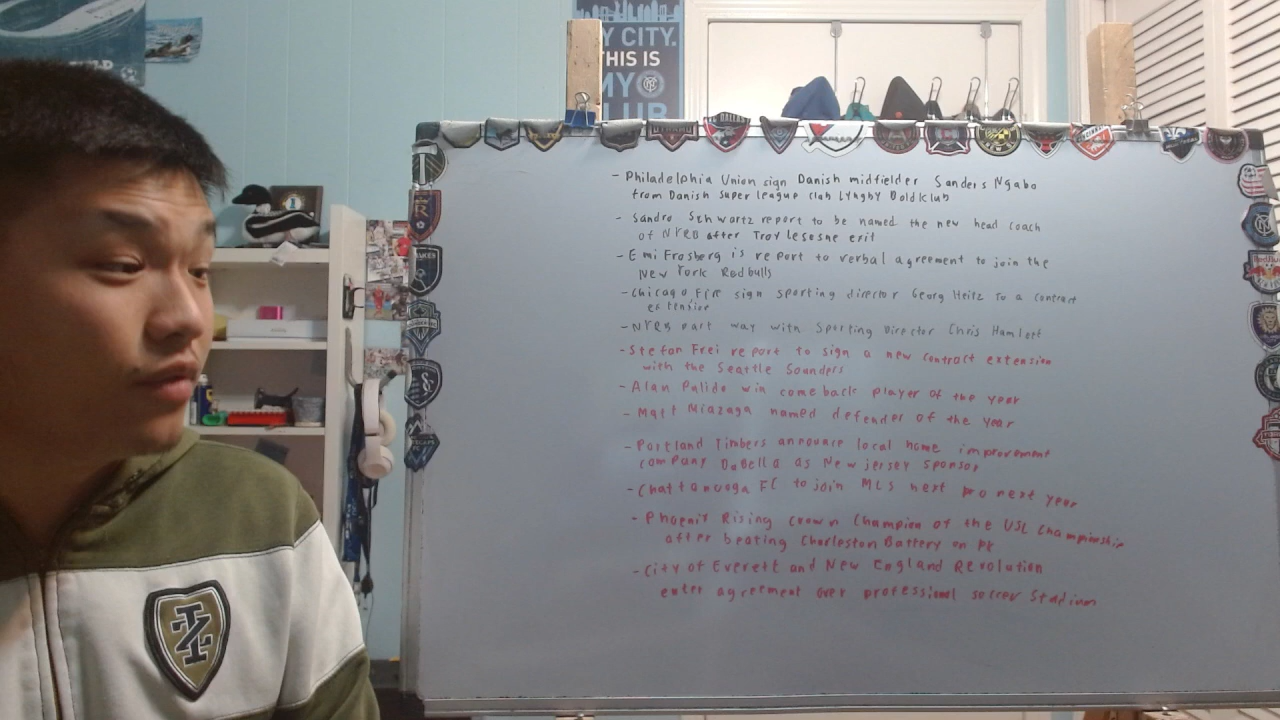 Y CITY.
THIS IS
MY
CLUB
- Philadelphia Union sign Danish midfielder Sanders Ngabo
from Danish Super league club Lyngby Boldklub
- Sandro Schwartz report to be named the new head coach
of NYRB after Troy Lesesne exit
- Emi Frosberg is report to verbal agreement to join the
New York Redbulls
- Chicago Fire sign sporting director Georg Heitz to a contract
extension
- NYRB part way with Sporting Director Chris Hamlett
- Stefan Frei report to sign a new contract extension
with the Seattle Sounders
- Alan Pulido win comeback player of the year
- Matt Miazaga named defender of the year
- Portland Timbers announce local home improvement
company DaBella as New jersey sponsor
- Chattanooga FC to join MLS next pro next year
- Phoenix Rising crown Champion of the USL Championship
after beating Charleston Battery on PK
- City of Everett and New England Revolution
enter agreement over professional soccer Stadium